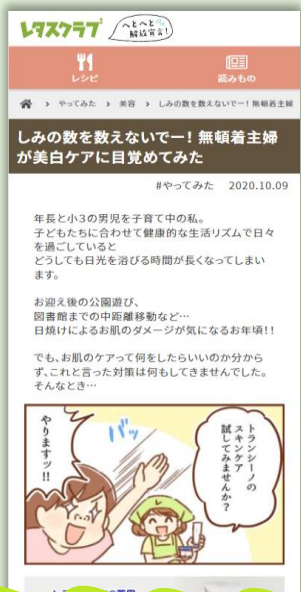 レタスクラブ
へとへと
解放宣言!
レシピ
読みもの
やってみた > 美容 > しみの数を数えないでー! 無頓着主婦
しみの数を数えないでー! 無頓着主婦
が美白ケアに目覚めてみた
#やってみた 2020.10.09
年長と小3の男児を子育て中の私。
子どもたちに合わせて健康的な生活リズムで日々
を過ごしていると
どうしても日光を浴びる時間が長くなってしまい
ます。
お迎え後の公園遊び、
図書館までの中距離移動など…
日焼けによるお肌のダメージが気になるお年頃!!
でも、お肌のケアって何をしたらいいのか分から
ず、これと言った対策は何もしてきませんでした。
そんなとき…
トランシーノの
スキンケア
試してみませんか?
バッ
やりますッ!!